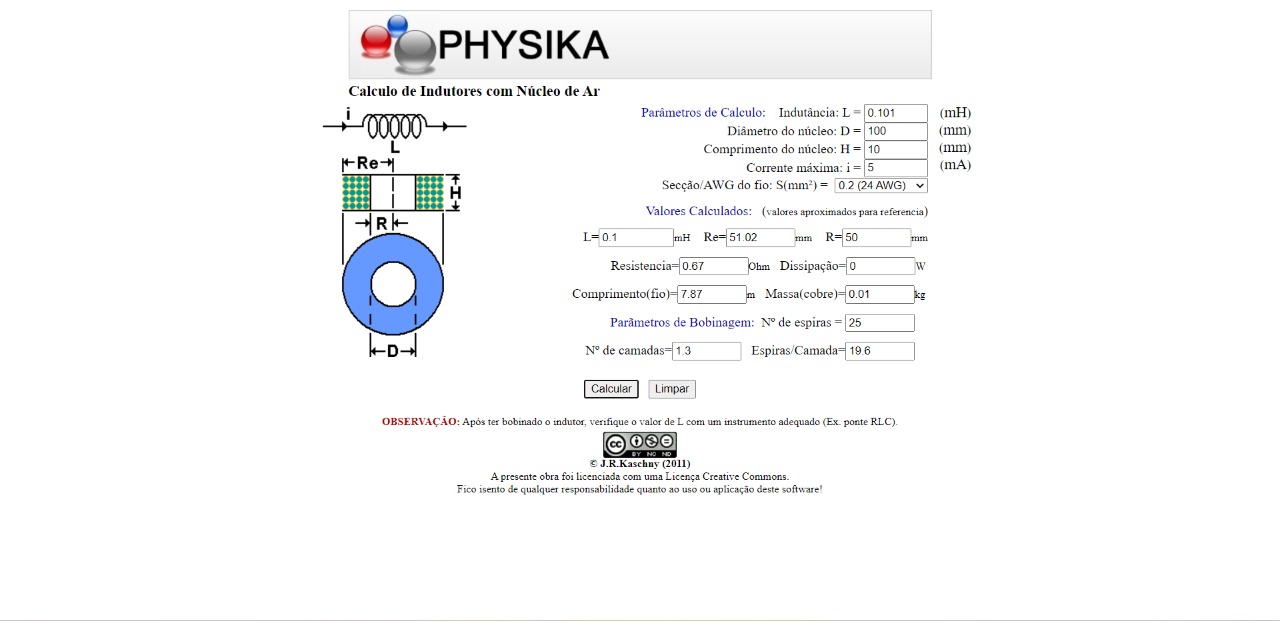 PHYSIKA
Calculo de Indutores com Núcleo de Ar
i
L
Re
H
R
D
Parâmetros de Calculo: Indutância: L = 0.101 (mH)
Diâmetro do núcleo: D = 100 (mm)
Comprimento do núcleo: H = 10 (mm)
Corrente máxima: i = 5 (mA)
Secção/AWG do fio: S(mm²) = 0.2 (24 AWG)
Valores Calculados: (valores aproximados para referencia)
L= 0.1 mH Re= 51.02 mm R= 50 mm
Resistencia= 0.67 Ohm Dissipação= 0 W
Comprimento(fio)= 7.87 m Massa(cobre)= 0.01 kg
Parâmetros de Bobinagem: Nº de espiras = 25
Nº de camadas= 1.3 Espiras/Camada= 19.6
Calcular Limpar
OBSERVAÇÃO: Após ter bobinado o indutor, verifique o valor de L com um instrumento adequado (Ex. ponte RLC).
cc BY NC ND
© J.R.Kaschny (2011)
A presente obra foi licenciada com uma Licença Creative Commons.
Fico isento de qualquer responsabilidade quanto ao uso ou aplicação deste software!